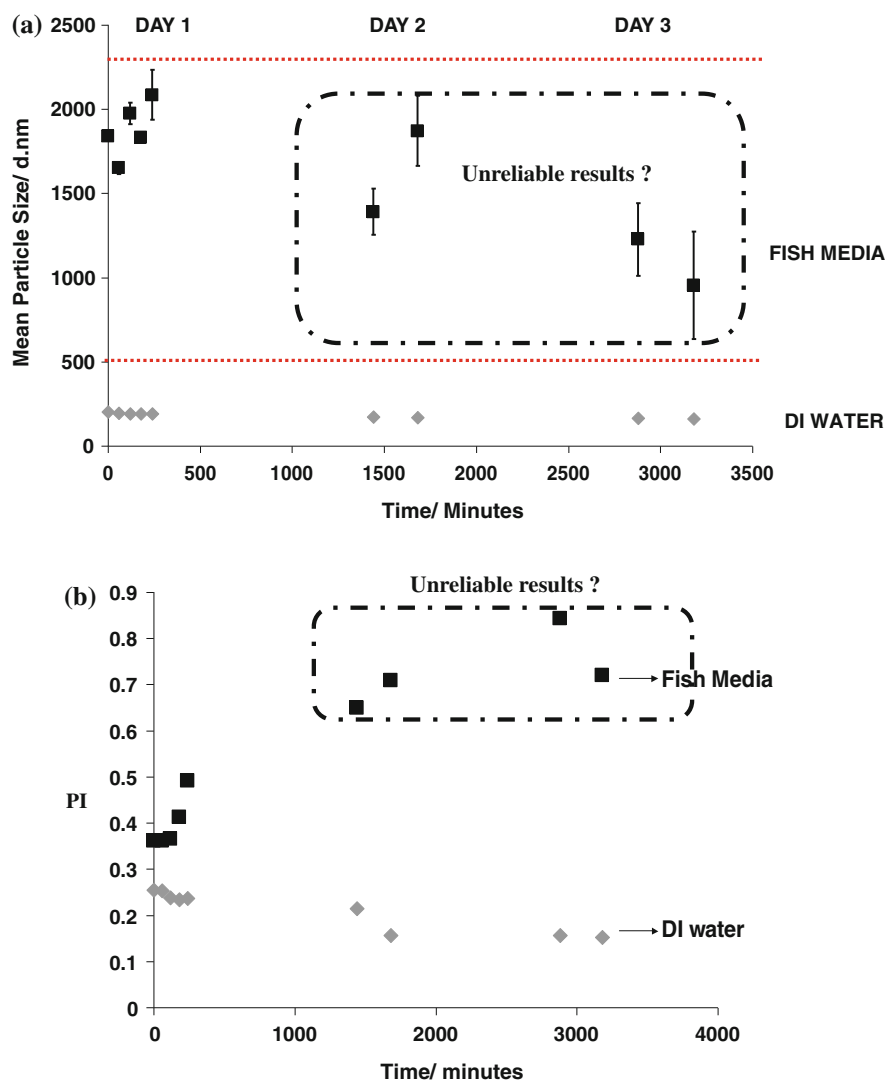 (a)
DAY 1 DAY 2 DAY 3
2500
2000
1500
1000
500
0
Mean Particle Size/ d.nm
Unreliable results ?
FISH MEDIA
DI WATER
0 500 1000 1500 2000 2500 3000 3500
Time/ Minutes
(b)
Unreliable results ?
0.9
0.8
0.7
0.6
0.5
0.4
0.3
0.2
0.1
0
PI
Fish Media
DI water
0 1000 2000 3000 4000
Time/ minutes